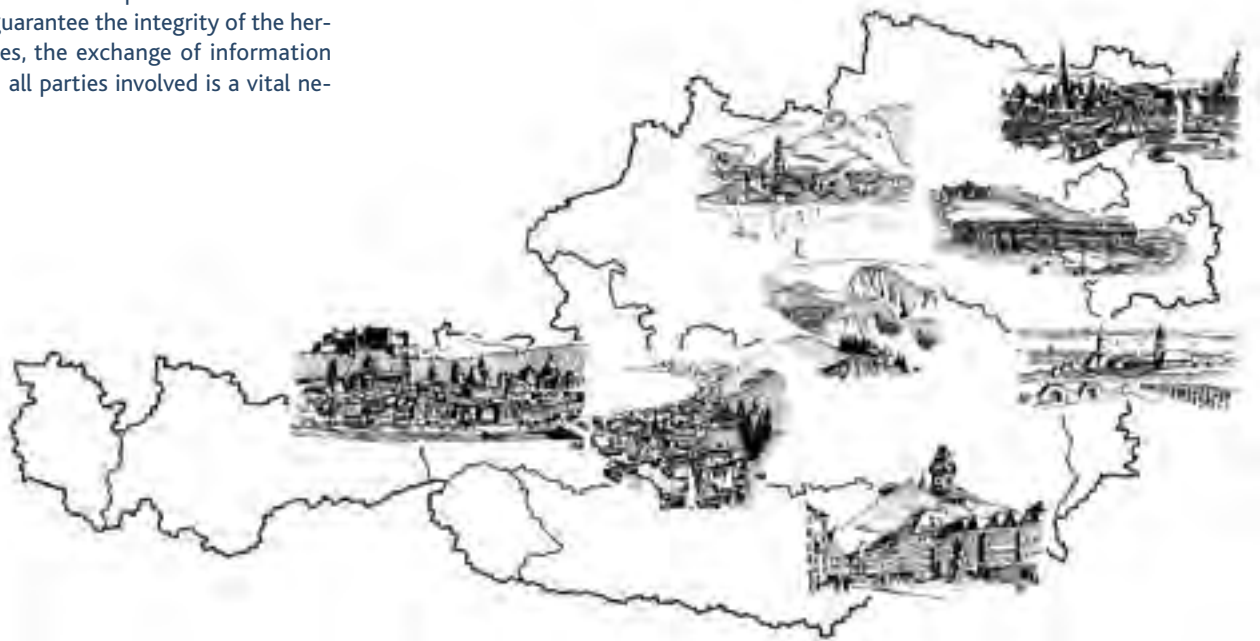 guarantee the integrity of the her-
es, the exchange of information
all parties involved is a vital ne-